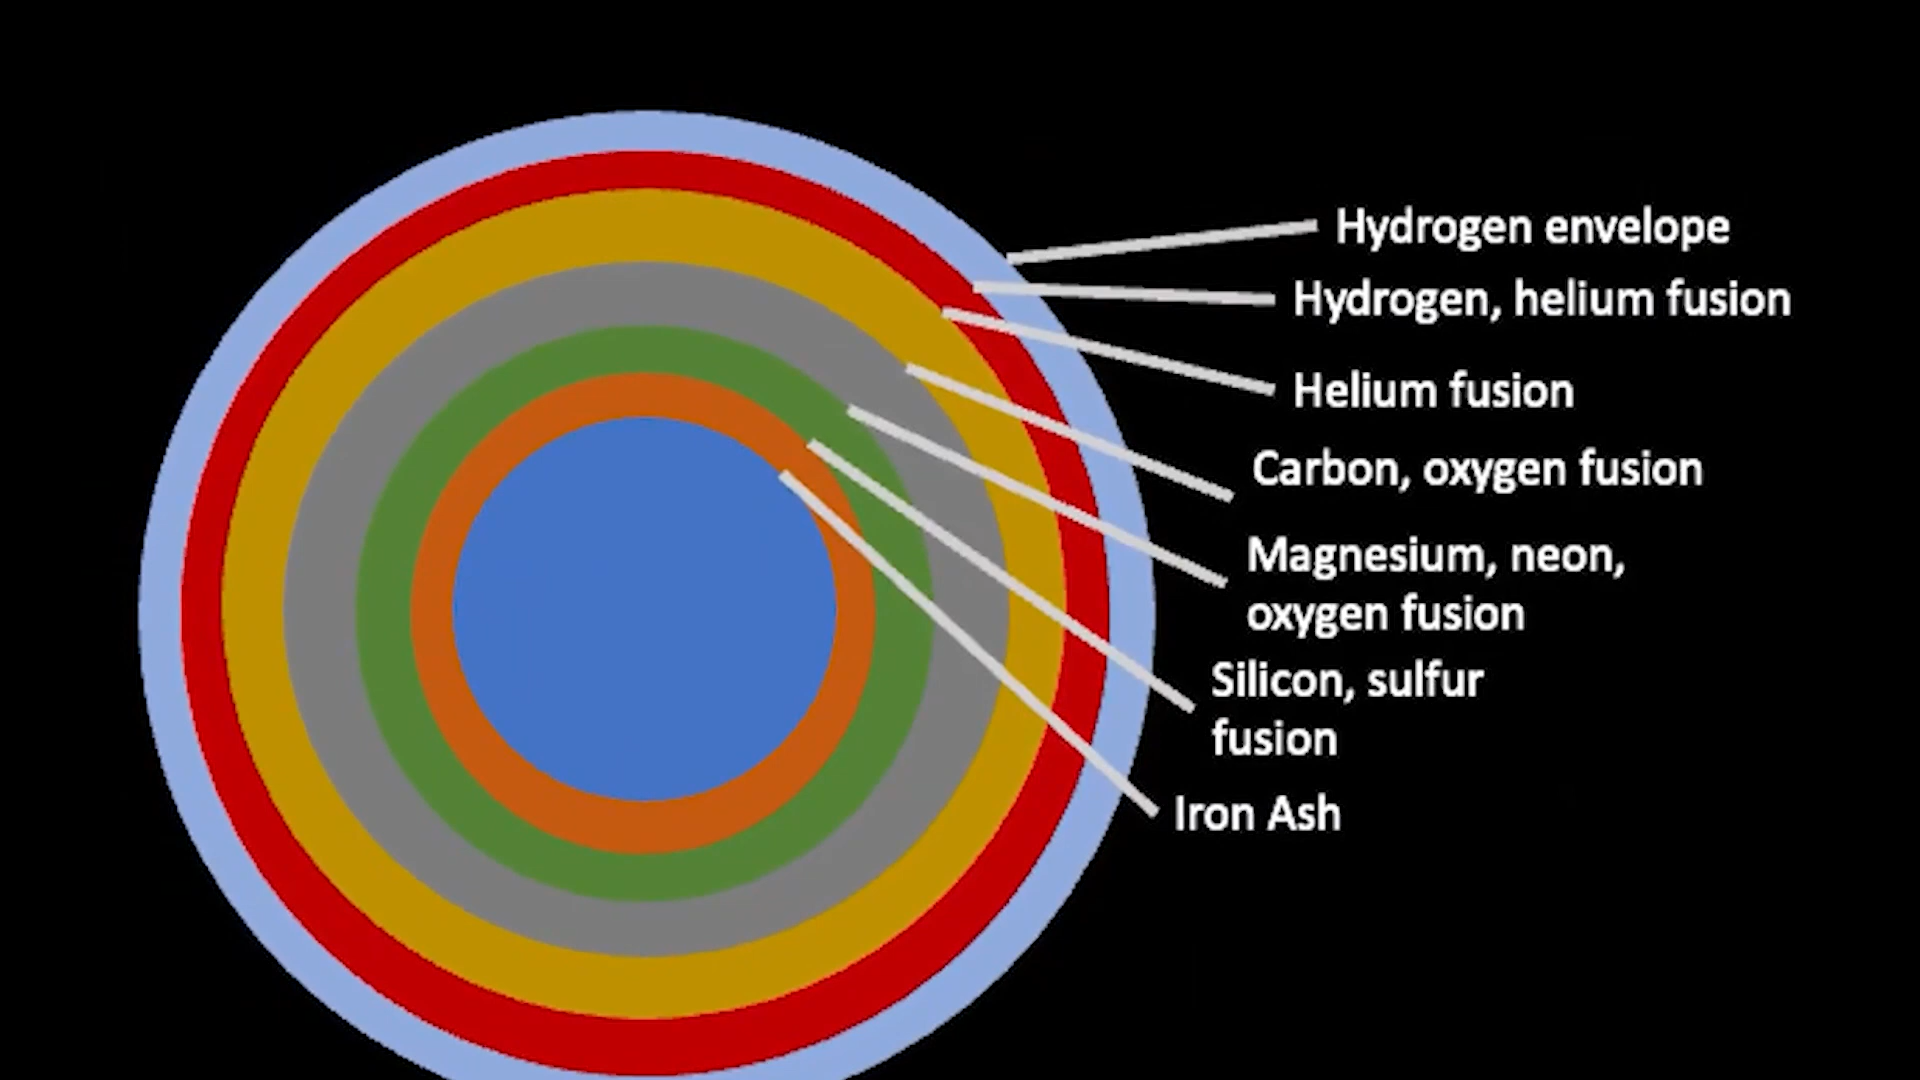 Hydrogen envelope
Hydrogen, helium fusion
Helium fusion
Carbon, oxygen fusion
Magnesium, neon,
oxygen fusion
Silicon, sulfur
fusion
Iron Ash